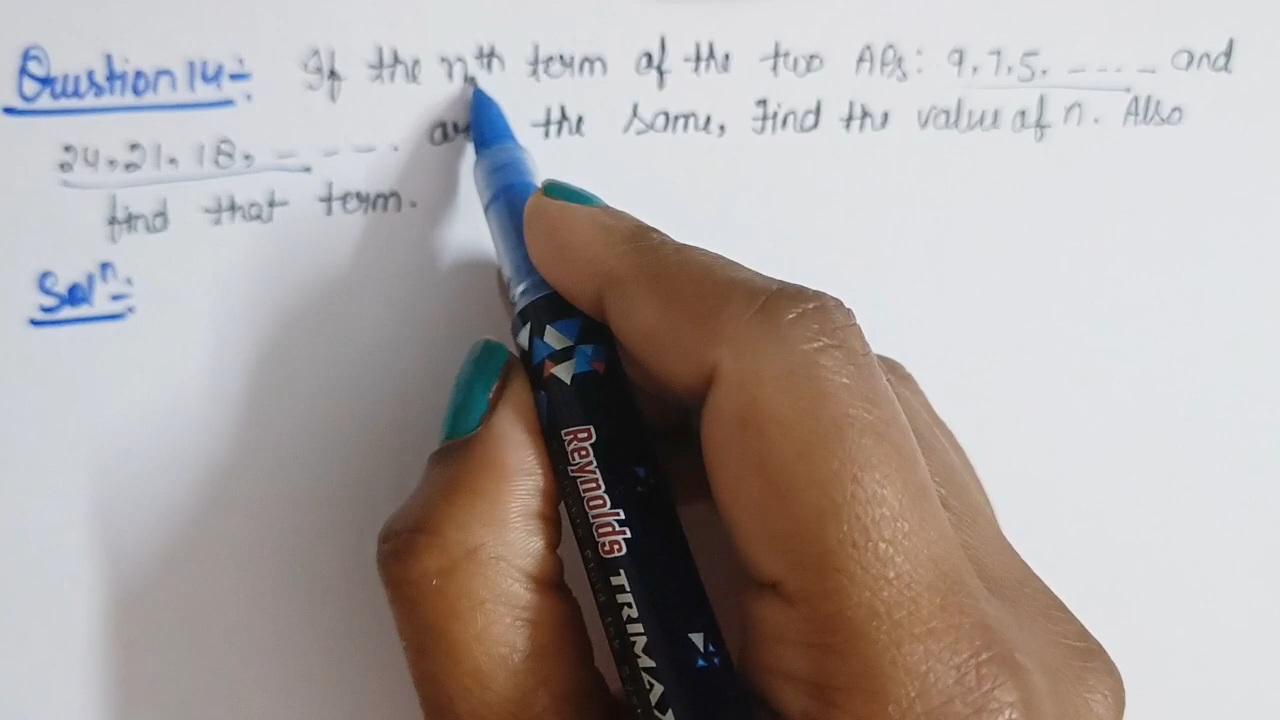 Question 14:- If the nth term of the two APs: 9,7,5, ---- and
24,21,18, ----. are the same, find the value of n. Also
find that term.
Solⁿ:-
Reynolds TRIMAX